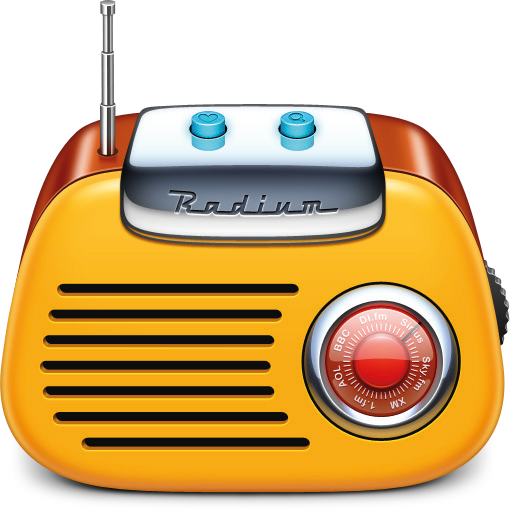 Radium
AOL
BBC
DI.fm
Sirius
Sky.fm
XM
1.fm